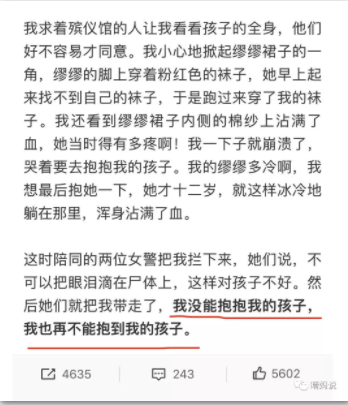 我求着殡仪馆的人让我看看孩子的全身，他们
好不容易才同意。我小心地掀起缪缪裙子的一
角，缪缪的脚上穿着粉红色的袜子，她早上起
来找不到自己的袜子，于是跑过来穿了我的袜
子。我还看到缪缪裙子内侧的棉纱上沾满了
血，她当时得有多疼啊！我一下子就崩溃了，
哭着要去抱抱我的孩子。我的缪缪多冷啊，我
想最后抱她一下，她才十二岁，就这样冰冷地
躺在那里，浑身沾满了血。
这时陪同的两位女警把我拦下来，她们说，不
可以把眼泪滴在尸体上，这样对孩子不好。然
后她们就把我带走了，我没能抱抱我的孩子，
我也再不能抱到我的孩子。
4635 243 5602
潮妈说